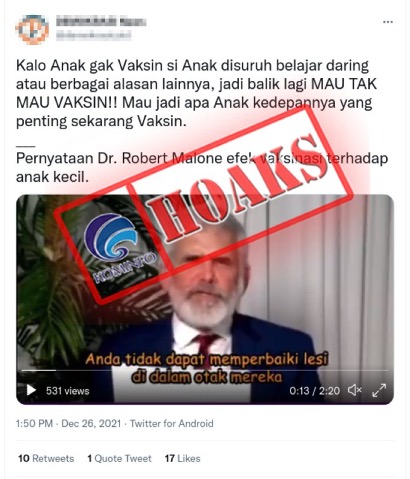 Kalo Anak gak Vaksin si Anak disuruh belajar daring
atau berbagai alasan lainnya, jadi balik lagi MAU TAK
MAU VAKSIN!! Mau jadi apa Anak kedepannya yang
penting sekarang Vaksin.
__
Pernyataan Dr. Robert Malone efek vaksinasi terhadap
anak kecil.
HOAKS
KOMINFO
Anda tidak dapat memperbaiki lesi
di dalam otak mereka
531 views
0:13 / 2:20
1:50 PM · Dec 26, 2021 · Twitter for Android
10 Retweets 1 Quote Tweet 17 Likes